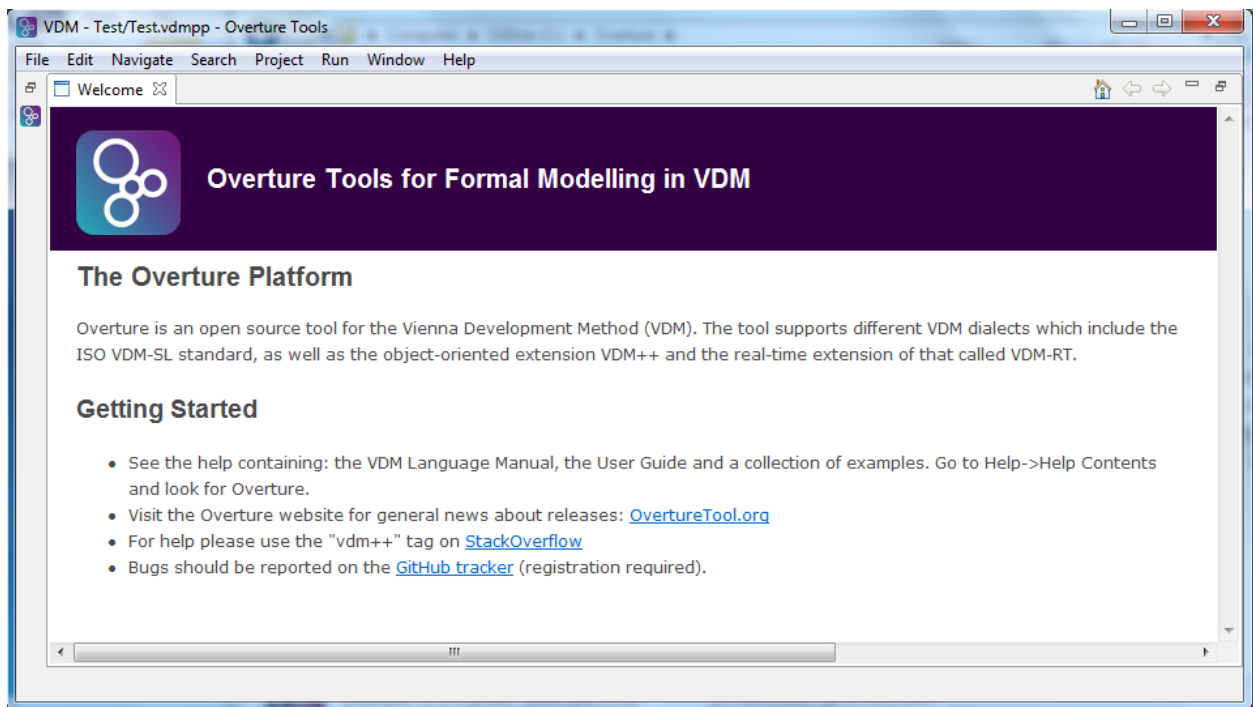 VDM - Test/Test.vdmpp - Overture Tools
File Edit Navigate Search Project Run Window Help
Welcome
Overture Tools for Formal Modelling in VDM
The Overture Platform
Overture is an open source tool for the Vienna Development Method (VDM). The tool supports different VDM dialects which include the
ISO VDM-SL standard, as well as the object-oriented extension VDM++ and the real-time extension of that called VDM-RT.
Getting Started
• See the help containing: the VDM Language Manual, the User Guide and a collection of examples. Go to Help->Help Contents
and look for Overture.
• Visit the Overture website for general news about releases: OvertureTool.org
• For help please use the "vdm++" tag on StackOverflow
• Bugs should be reported on the GitHub tracker (registration required).